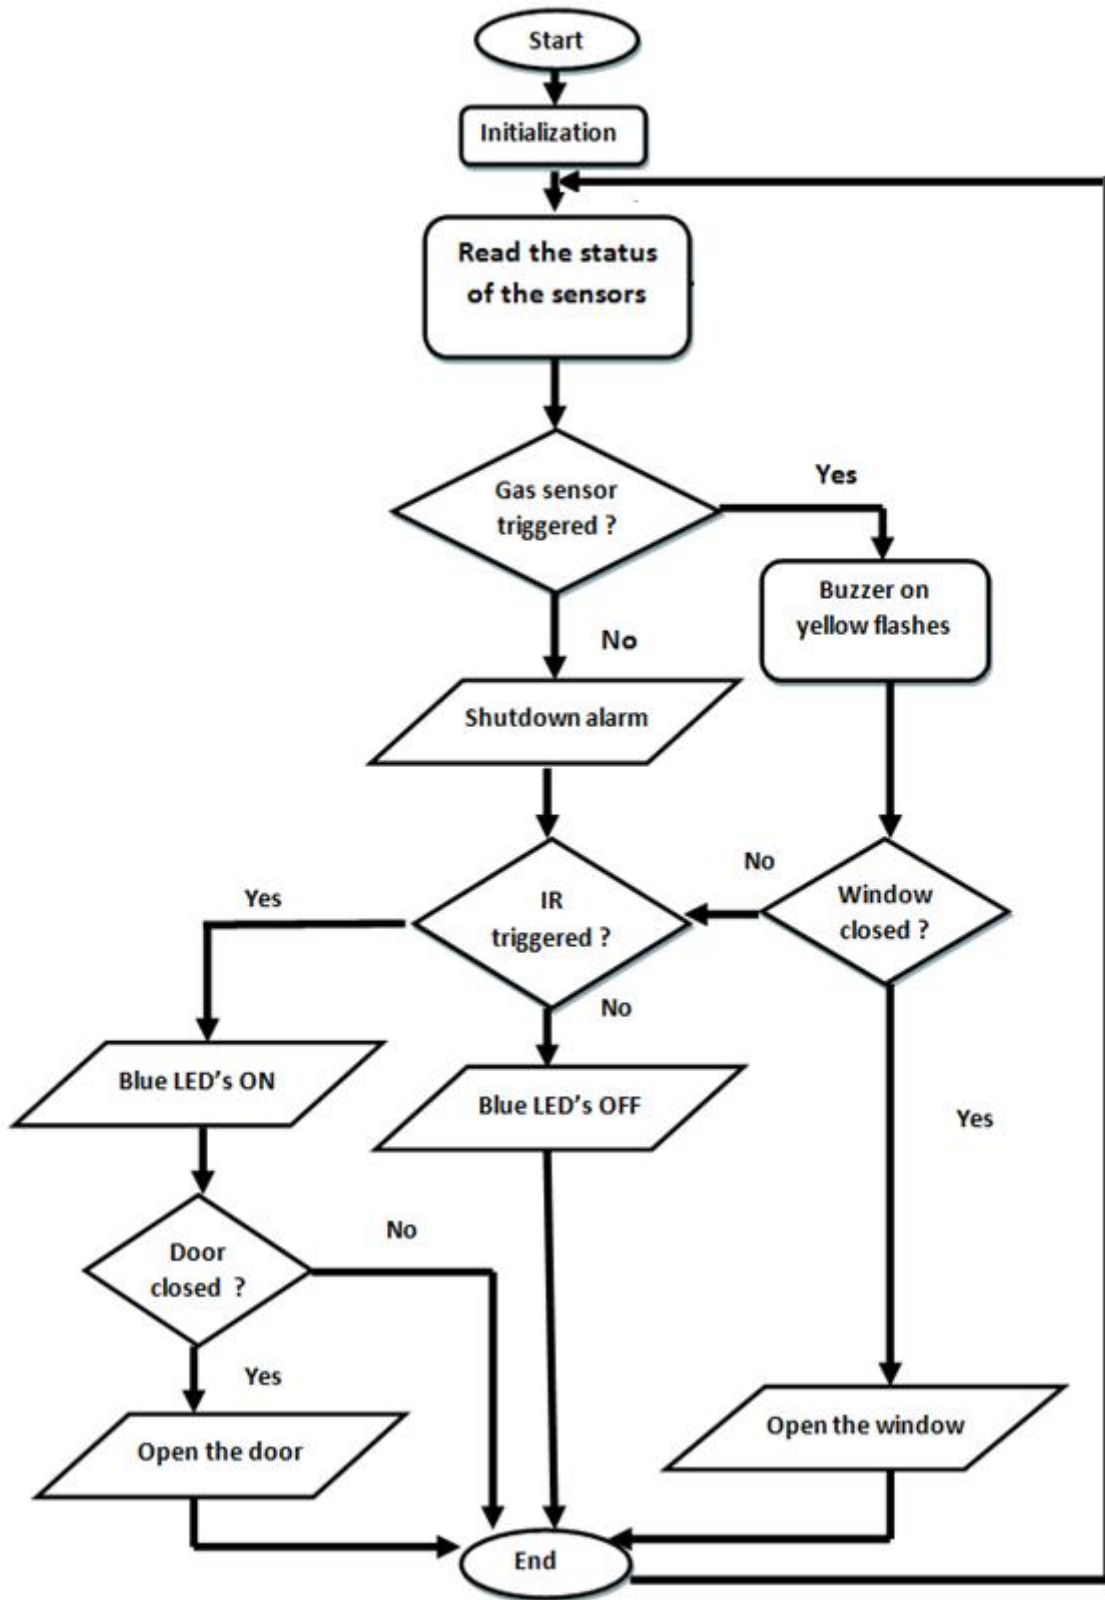 Start
Initialization
Read the status
of the sensors
Gas sensor
triggered ?
Yes
Buzzer on
yellow flashes
No
Shutdown alarm
IR
triggered ?
No
Window
closed ?
Yes
No
Blue LED's ON
Blue LED's OFF
Yes
Door
closed ?
No
Yes
Open the door
Open the window
End